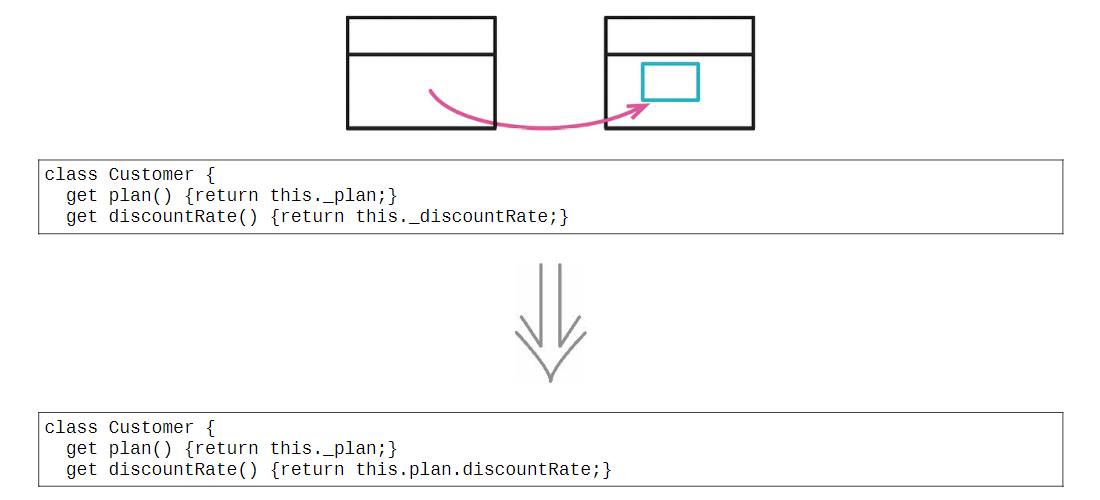 class Customer {
  get plan() {return this._plan;}
  get discountRate() {return this._discountRate;}
class Customer {
  get plan() {return this._plan;}
  get discountRate() {return this.plan.discountRate;}